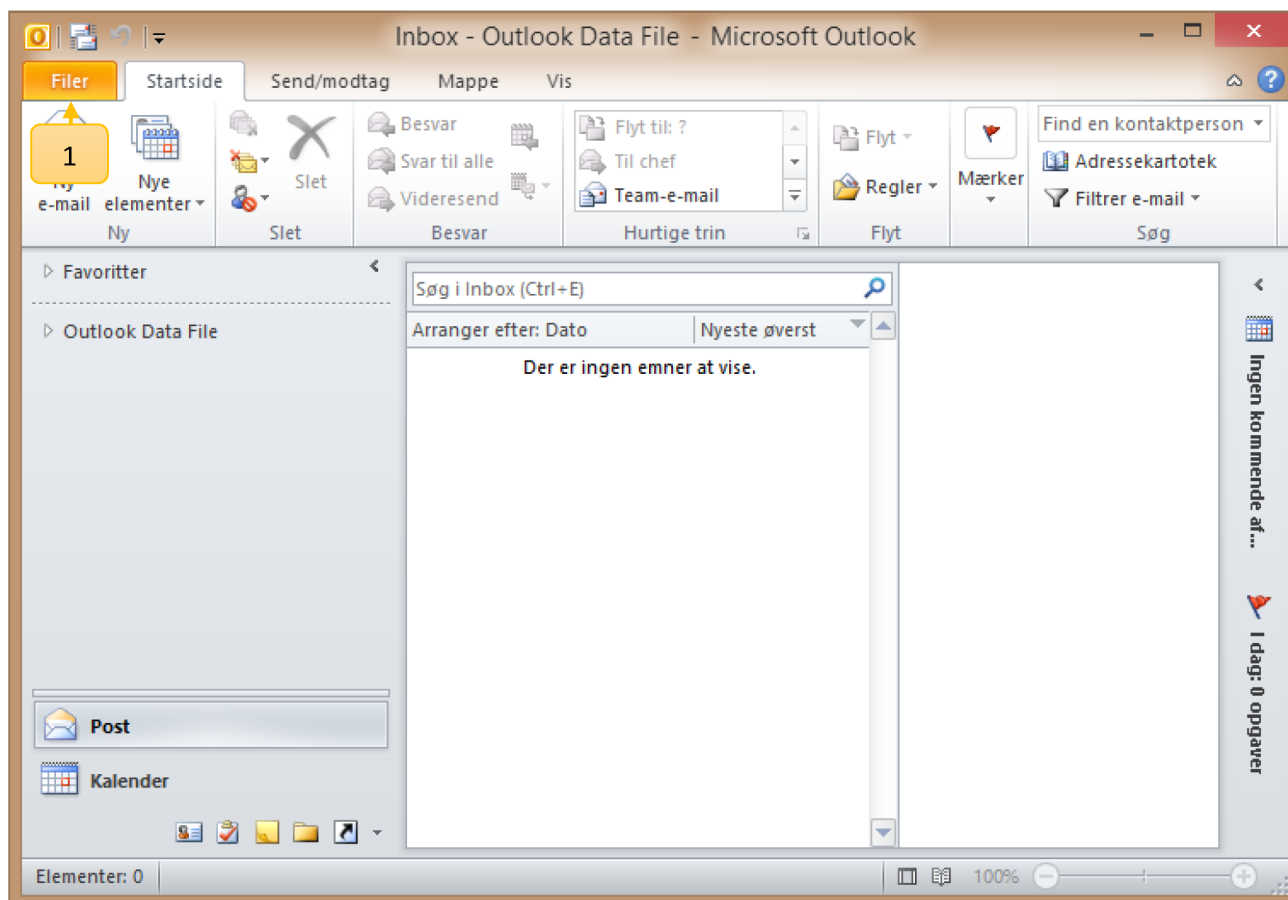 Inbox - Outlook Data File - Microsoft Outlook
Filer Startside Send/modtag Mappe Vis
1
Ny
e-mail
Nye
elementer
Ny
Slet
Slet
Besvar
Svar til alle
Videresend
Besvar
Flyt til: ?
Til chef
Team-e-mail
Hurtige trin
Flyt
Regler
Flyt
Mærker
Find en kontaktperson
Adressekartotek
Filtrer e-mail
Søg
Favoritter
Outlook Data File
Søg i Inbox (Ctrl+E)
Arranger efter: Dato Nyeste øverst
Der er ingen emner at vise.
Ingen kommende af...
I dag: 0 opgaver
Post
Kalender
Elementer: 0
100%